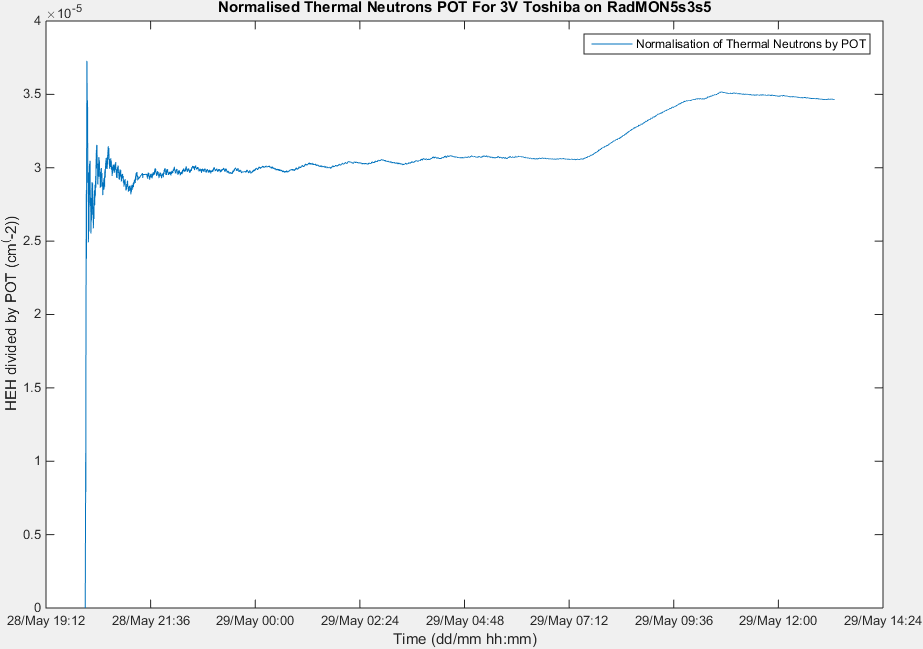 Normalised Thermal Neutrons POT For 3V Toshiba on RadMON5s3s5
×10^-5
Normalisation of Thermal Neutrons by POT
4
3.5
3
2.5
2
1.5
1
0.5
0
HEH divided by POT (cm(-2))
28/May 19:12 28/May 21:36 29/May 00:00 29/May 02:24 29/May 04:48 29/May 07:12 29/May 09:36 29/May 12:00 29/May 14:24
Time (dd/mm hh:mm)